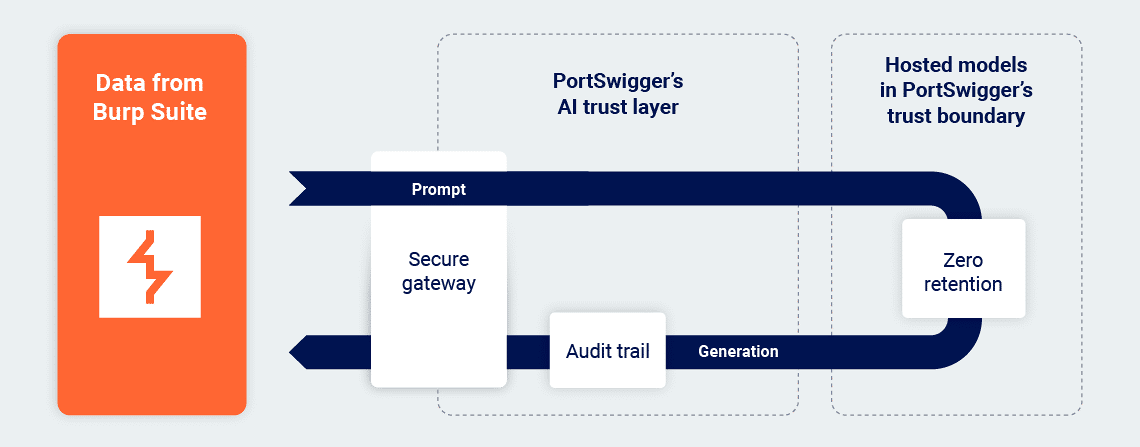 Data from
Burp Suite
PortSwigger’s
AI trust layer
Hosted models
in PortSwigger’s
trust boundary
Prompt
Secure
gateway
Zero
retention
Audit trail
Generation